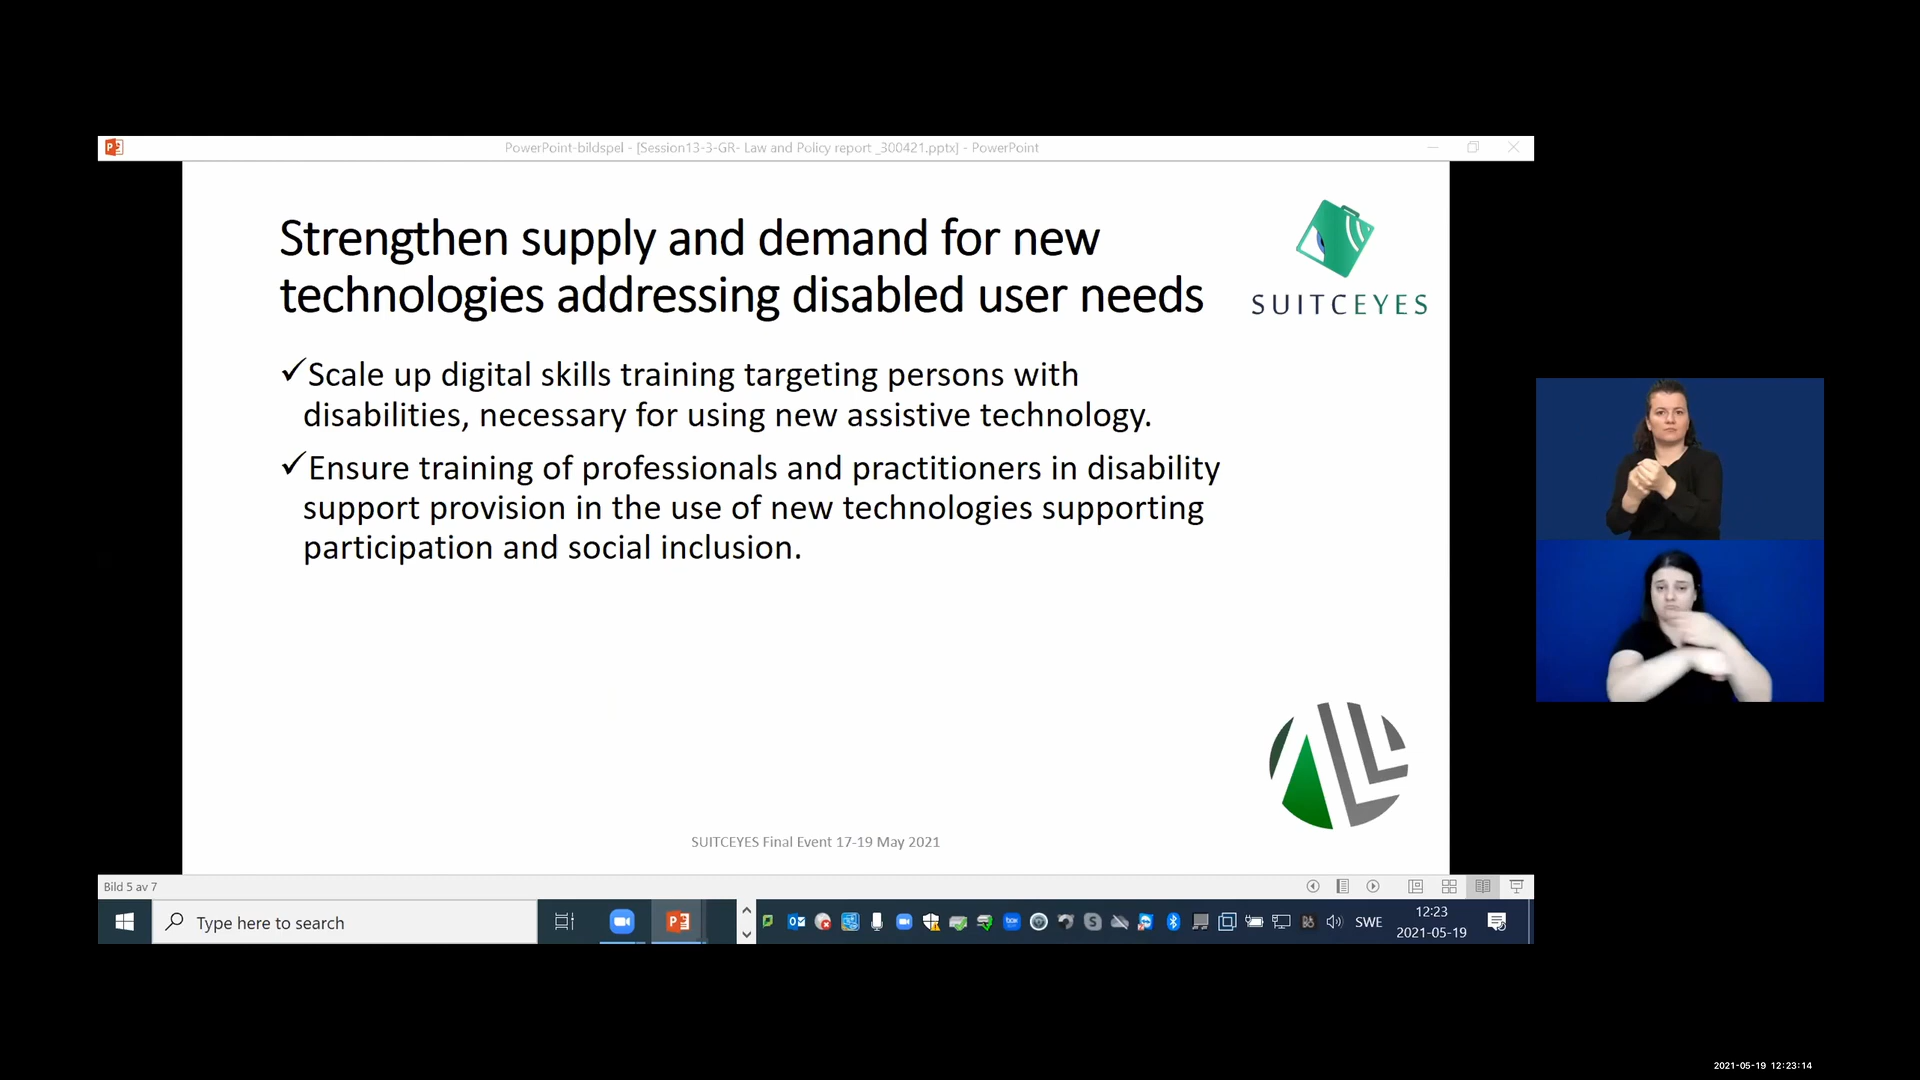 PowerPoint-bildspel - [Session13-3-GR- Law and Policy report _300421.pptx] - PowerPoint
Strengthen supply and demand for new
technologies addressing disabled user needs
SUITCEYES
✓Scale up digital skills training targeting persons with
disabilities, necessary for using new assistive technology.
✓Ensure training of professionals and practitioners in disability
support provision in the use of new technologies supporting
participation and social inclusion.
ALL
SUITCEYES Final Event 17-19 May 2021
Bild 5 av 7
Type here to search
SWE
12:23
2021-05-19
2021-05-19 12:23:14